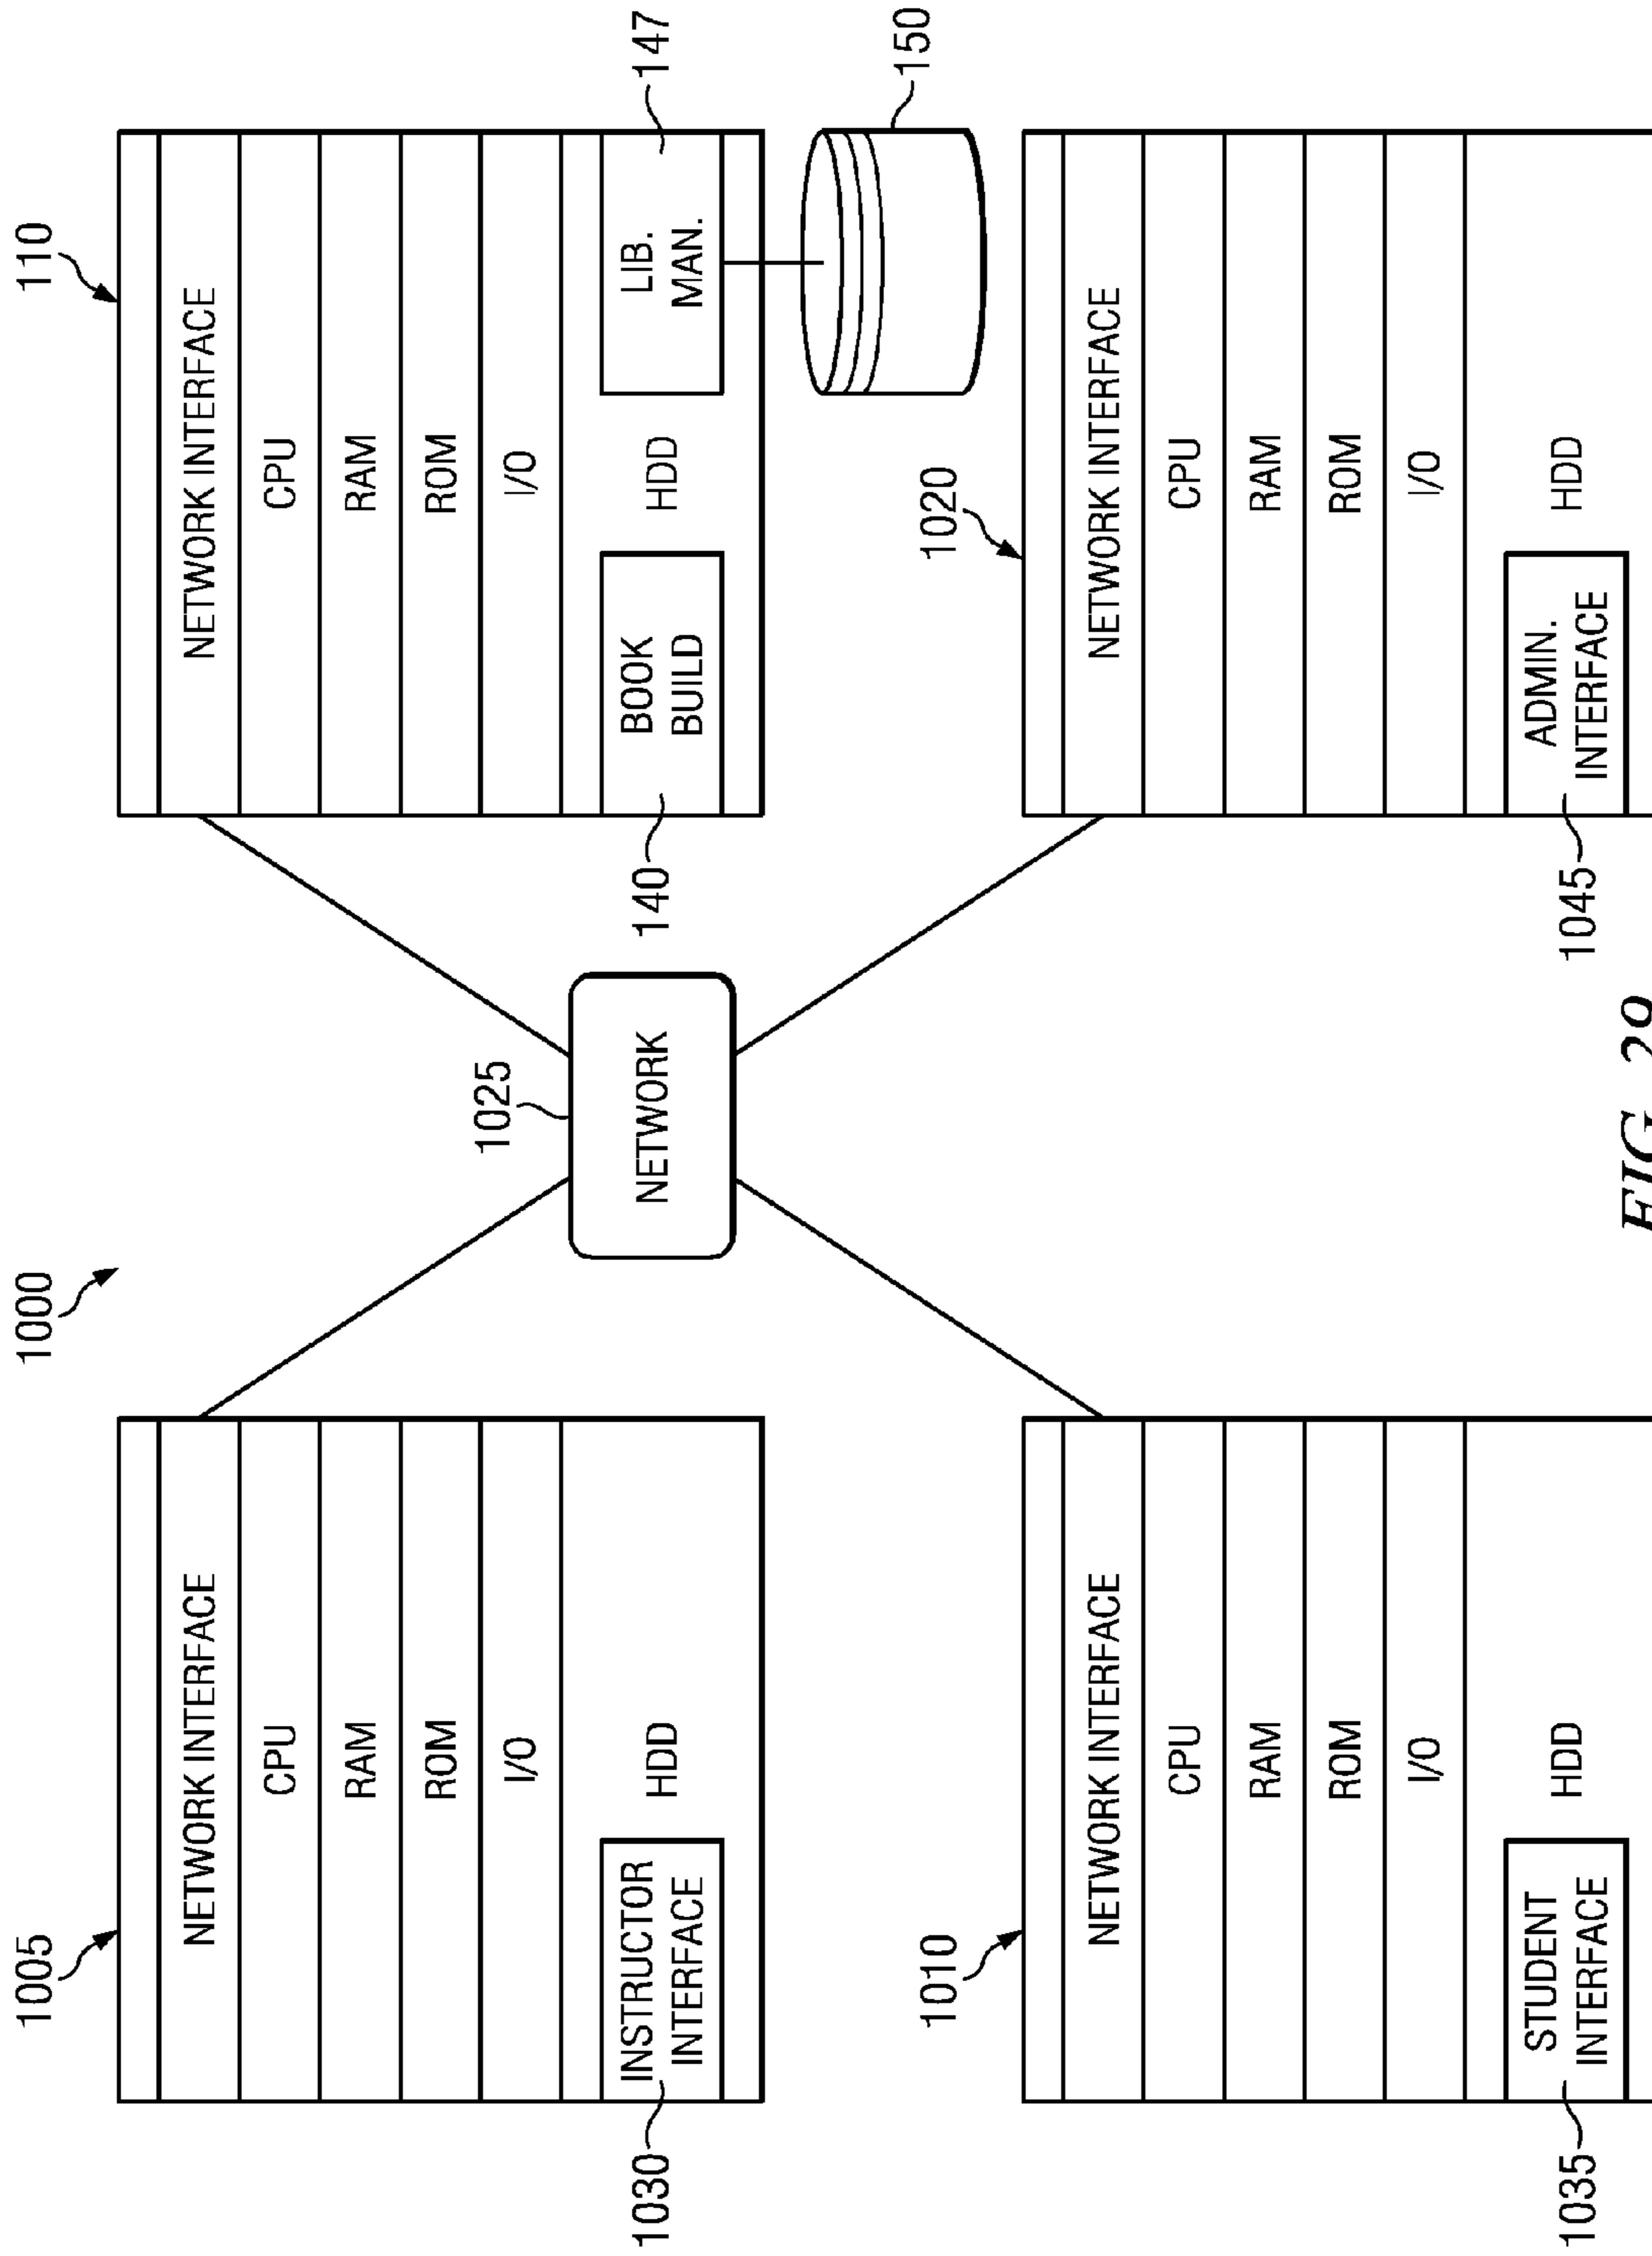 1005
1000
110
NETWORK INTERFACE
CPU
RAM
ROM
I/O
HDD
INSTRUCTOR
INTERFACE
1030
1025
NETWORK
NETWORK INTERFACE
CPU
RAM
ROM
I/O
HDD
BOOK
BUILD
140
LIB.
MAN.
147
150
1010
NETWORK INTERFACE
CPU
RAM
ROM
I/O
HDD
STUDENT
INTERFACE
1035
1020
NETWORK INTERFACE
CPU
RAM
ROM
I/O
HDD
ADMIN.
INTERFACE
1045
FIG